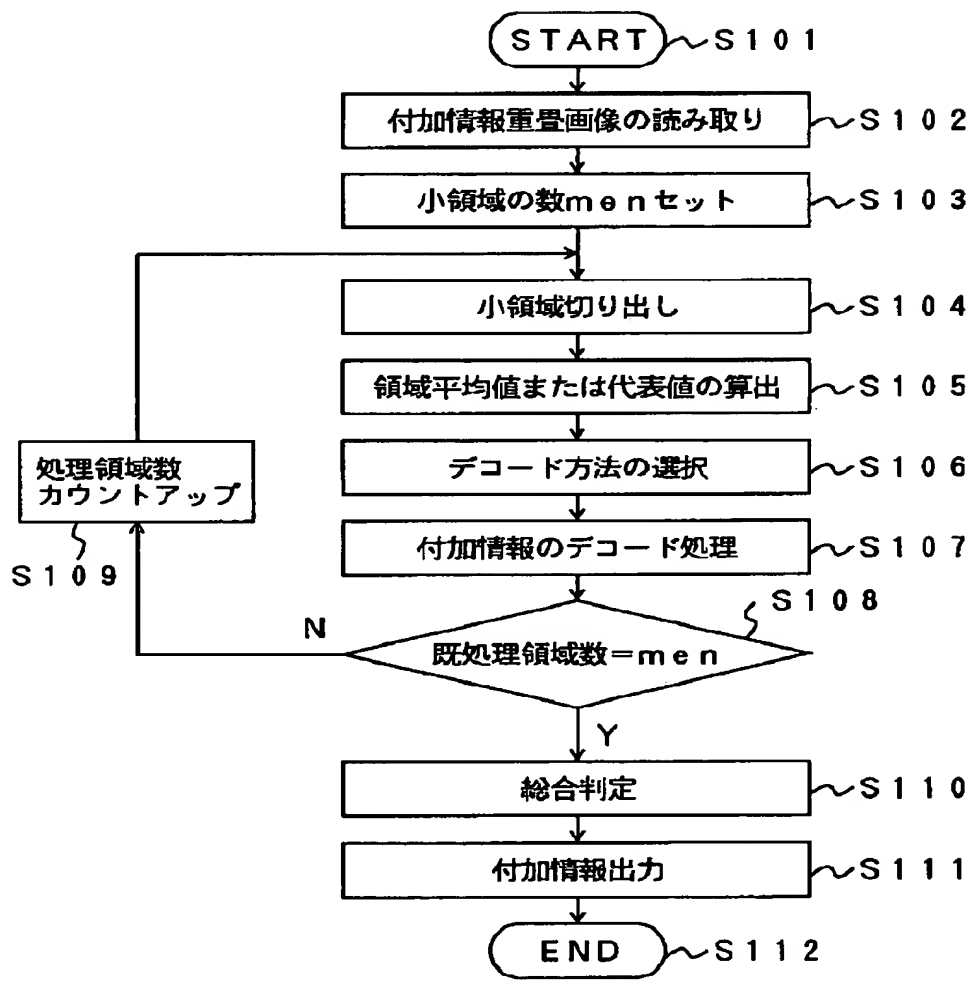 START
S101
付加情報重畳画像の読み取り
S102
小領域の数menセット
S103
小領域切り出し
S104
領域平均値または代表値の算出
S105
デコード方法の選択
S106
処理領域数
カウントアップ
S109
付加情報のデコード処理
S107
S108
N
既処理領域数=men
Y
総合判定
S110
付加情報出力
S111
END
S112